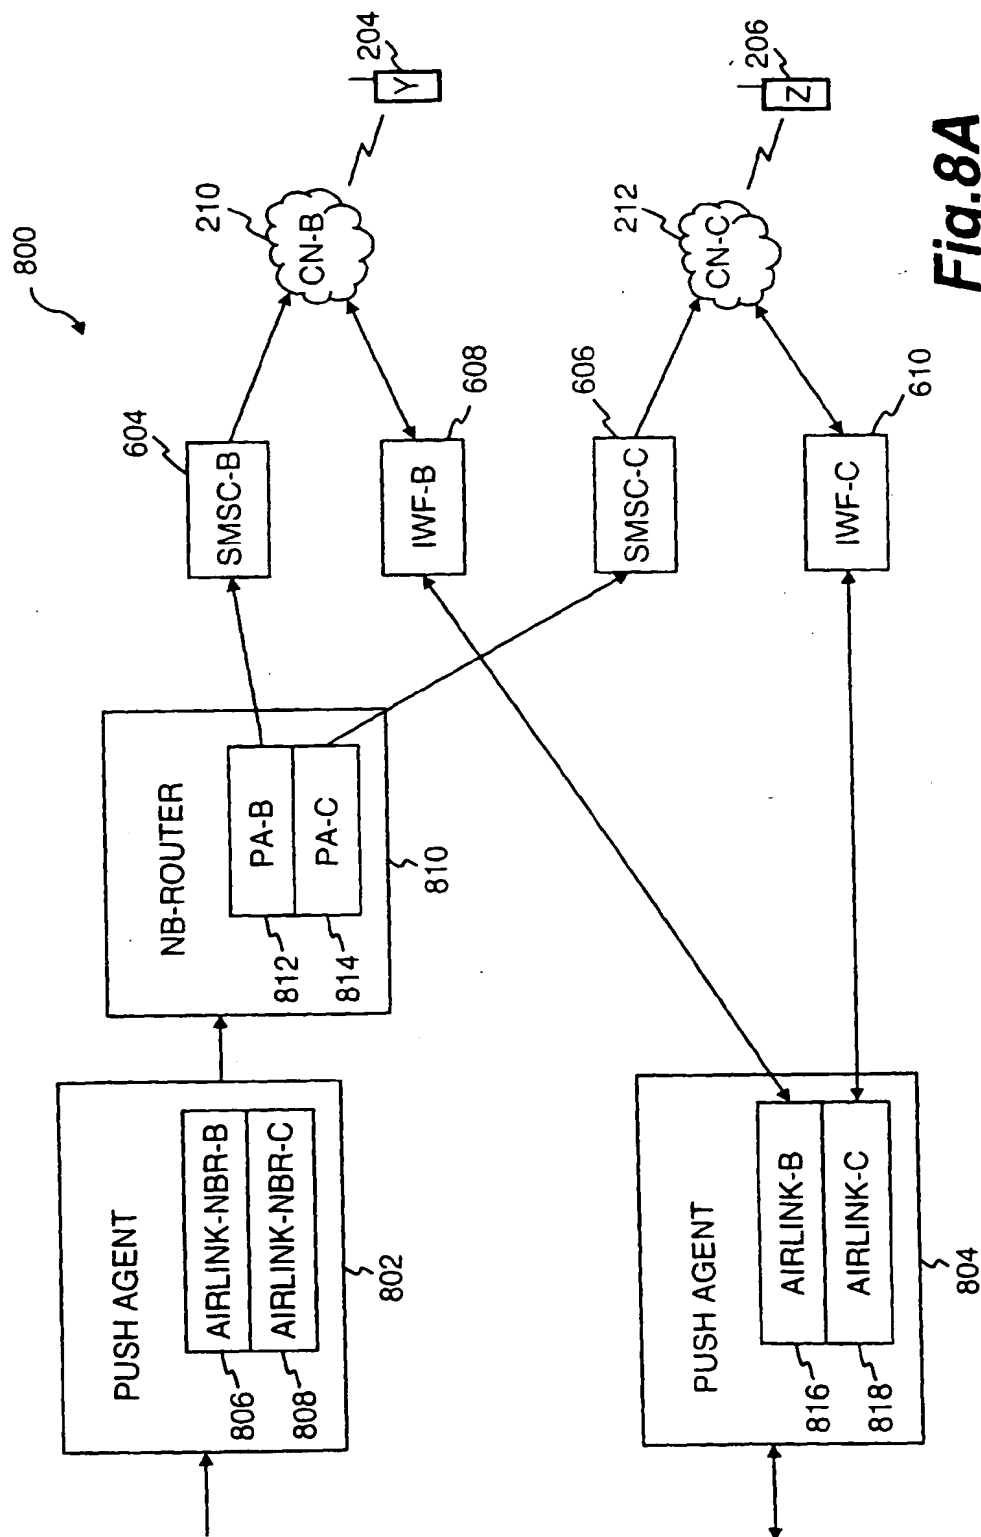 800
PUSH AGENT
AIRLINK-NBR-B
AIRLINK-NBR-C
806
808
802
NB-ROUTER
PA-B
PA-C
812
814
810
604
SMSC-B
IWF-B
608
210
CN-B
204
Y
PUSH AGENT
AIRLINK-B
AIRLINK-C
816
818
804
606
SMSC-C
IWF-C
610
212
CN-C
206
Z
Fig.8A